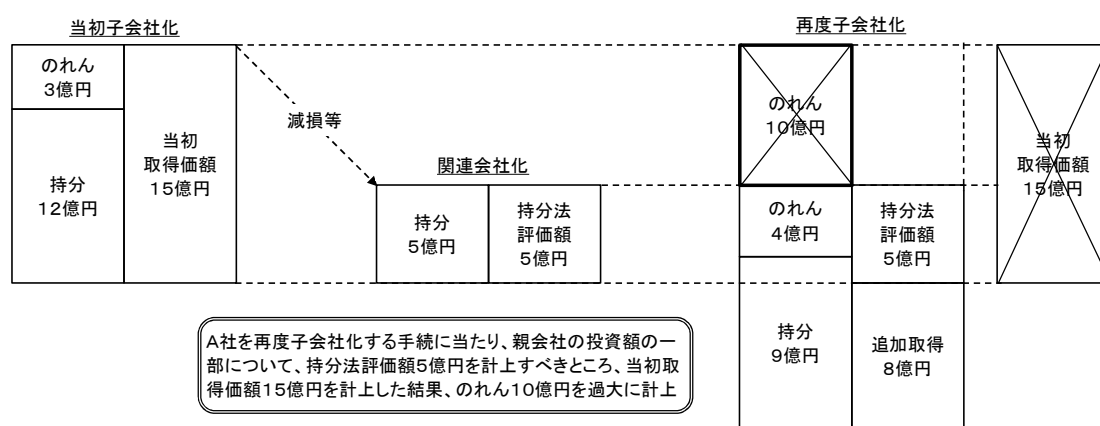 当初子会社化
のれん
3億円
持分
12億円
当初
取得価額
15億円
減損等
関連会社化
持分
5億円
持分法
評価額
5億円
再度子会社化
のれん
10億円
のれん
4億円
持分
9億円
持分法
評価額
5億円
追加取得
8億円
当初
取得価額
15億円
A社を再度子会社化する手続に当たり、親会社の投資額の一
部について、持分法評価額5億円を計上すべきところ、当初取
得価額15億円を計上した結果、のれん10億円を過大に計上